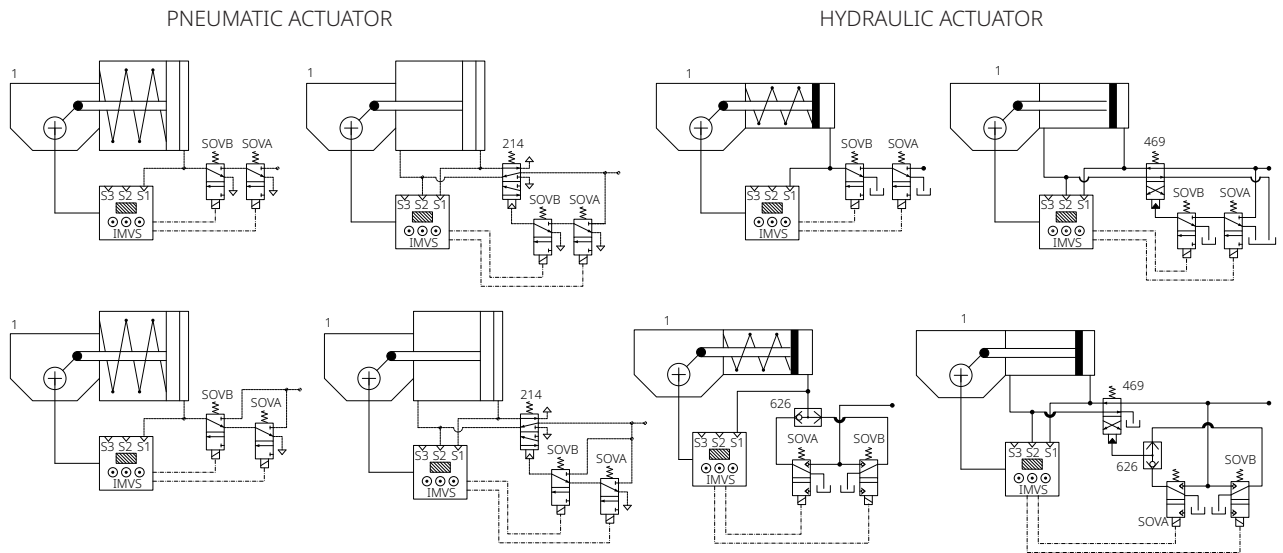 PNEUMATIC ACTUATOR
HYDRAULIC ACTUATOR
1
SOVB SOVA
S3 S2 S1
IMVS
1
214
S3 S2 S1
SOVB SOVA
IMVS
1
SOVB SOVA
S3 S2 S1
IMVS
1
469
S3 S2 S1
SOVB SOVA
IMVS
1
SOVB
SOVA
S3 S2 S1
IMVS
1
214
S3 S2 S1
SOVB
SOVA
IMVS
1
626
SOVA SOVB
S3 S2 S1
IMVS
1
469
S3 S2 S1
626
SOVB
IMVS
SOVA